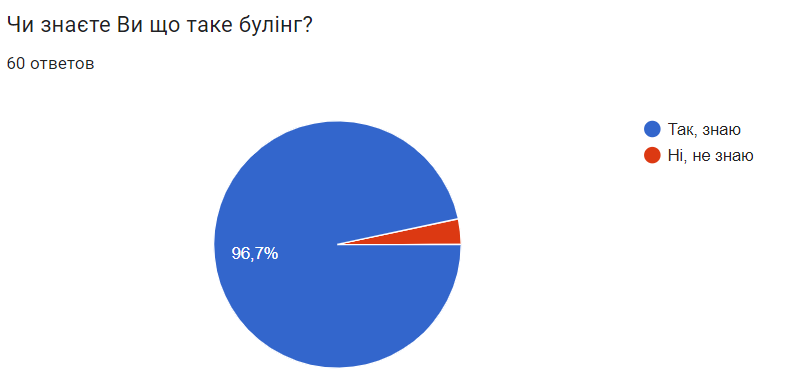 Чи знаєте Ви що таке булінг?
60 ответов
Так, знаю
Ні, не знаю
96,7%